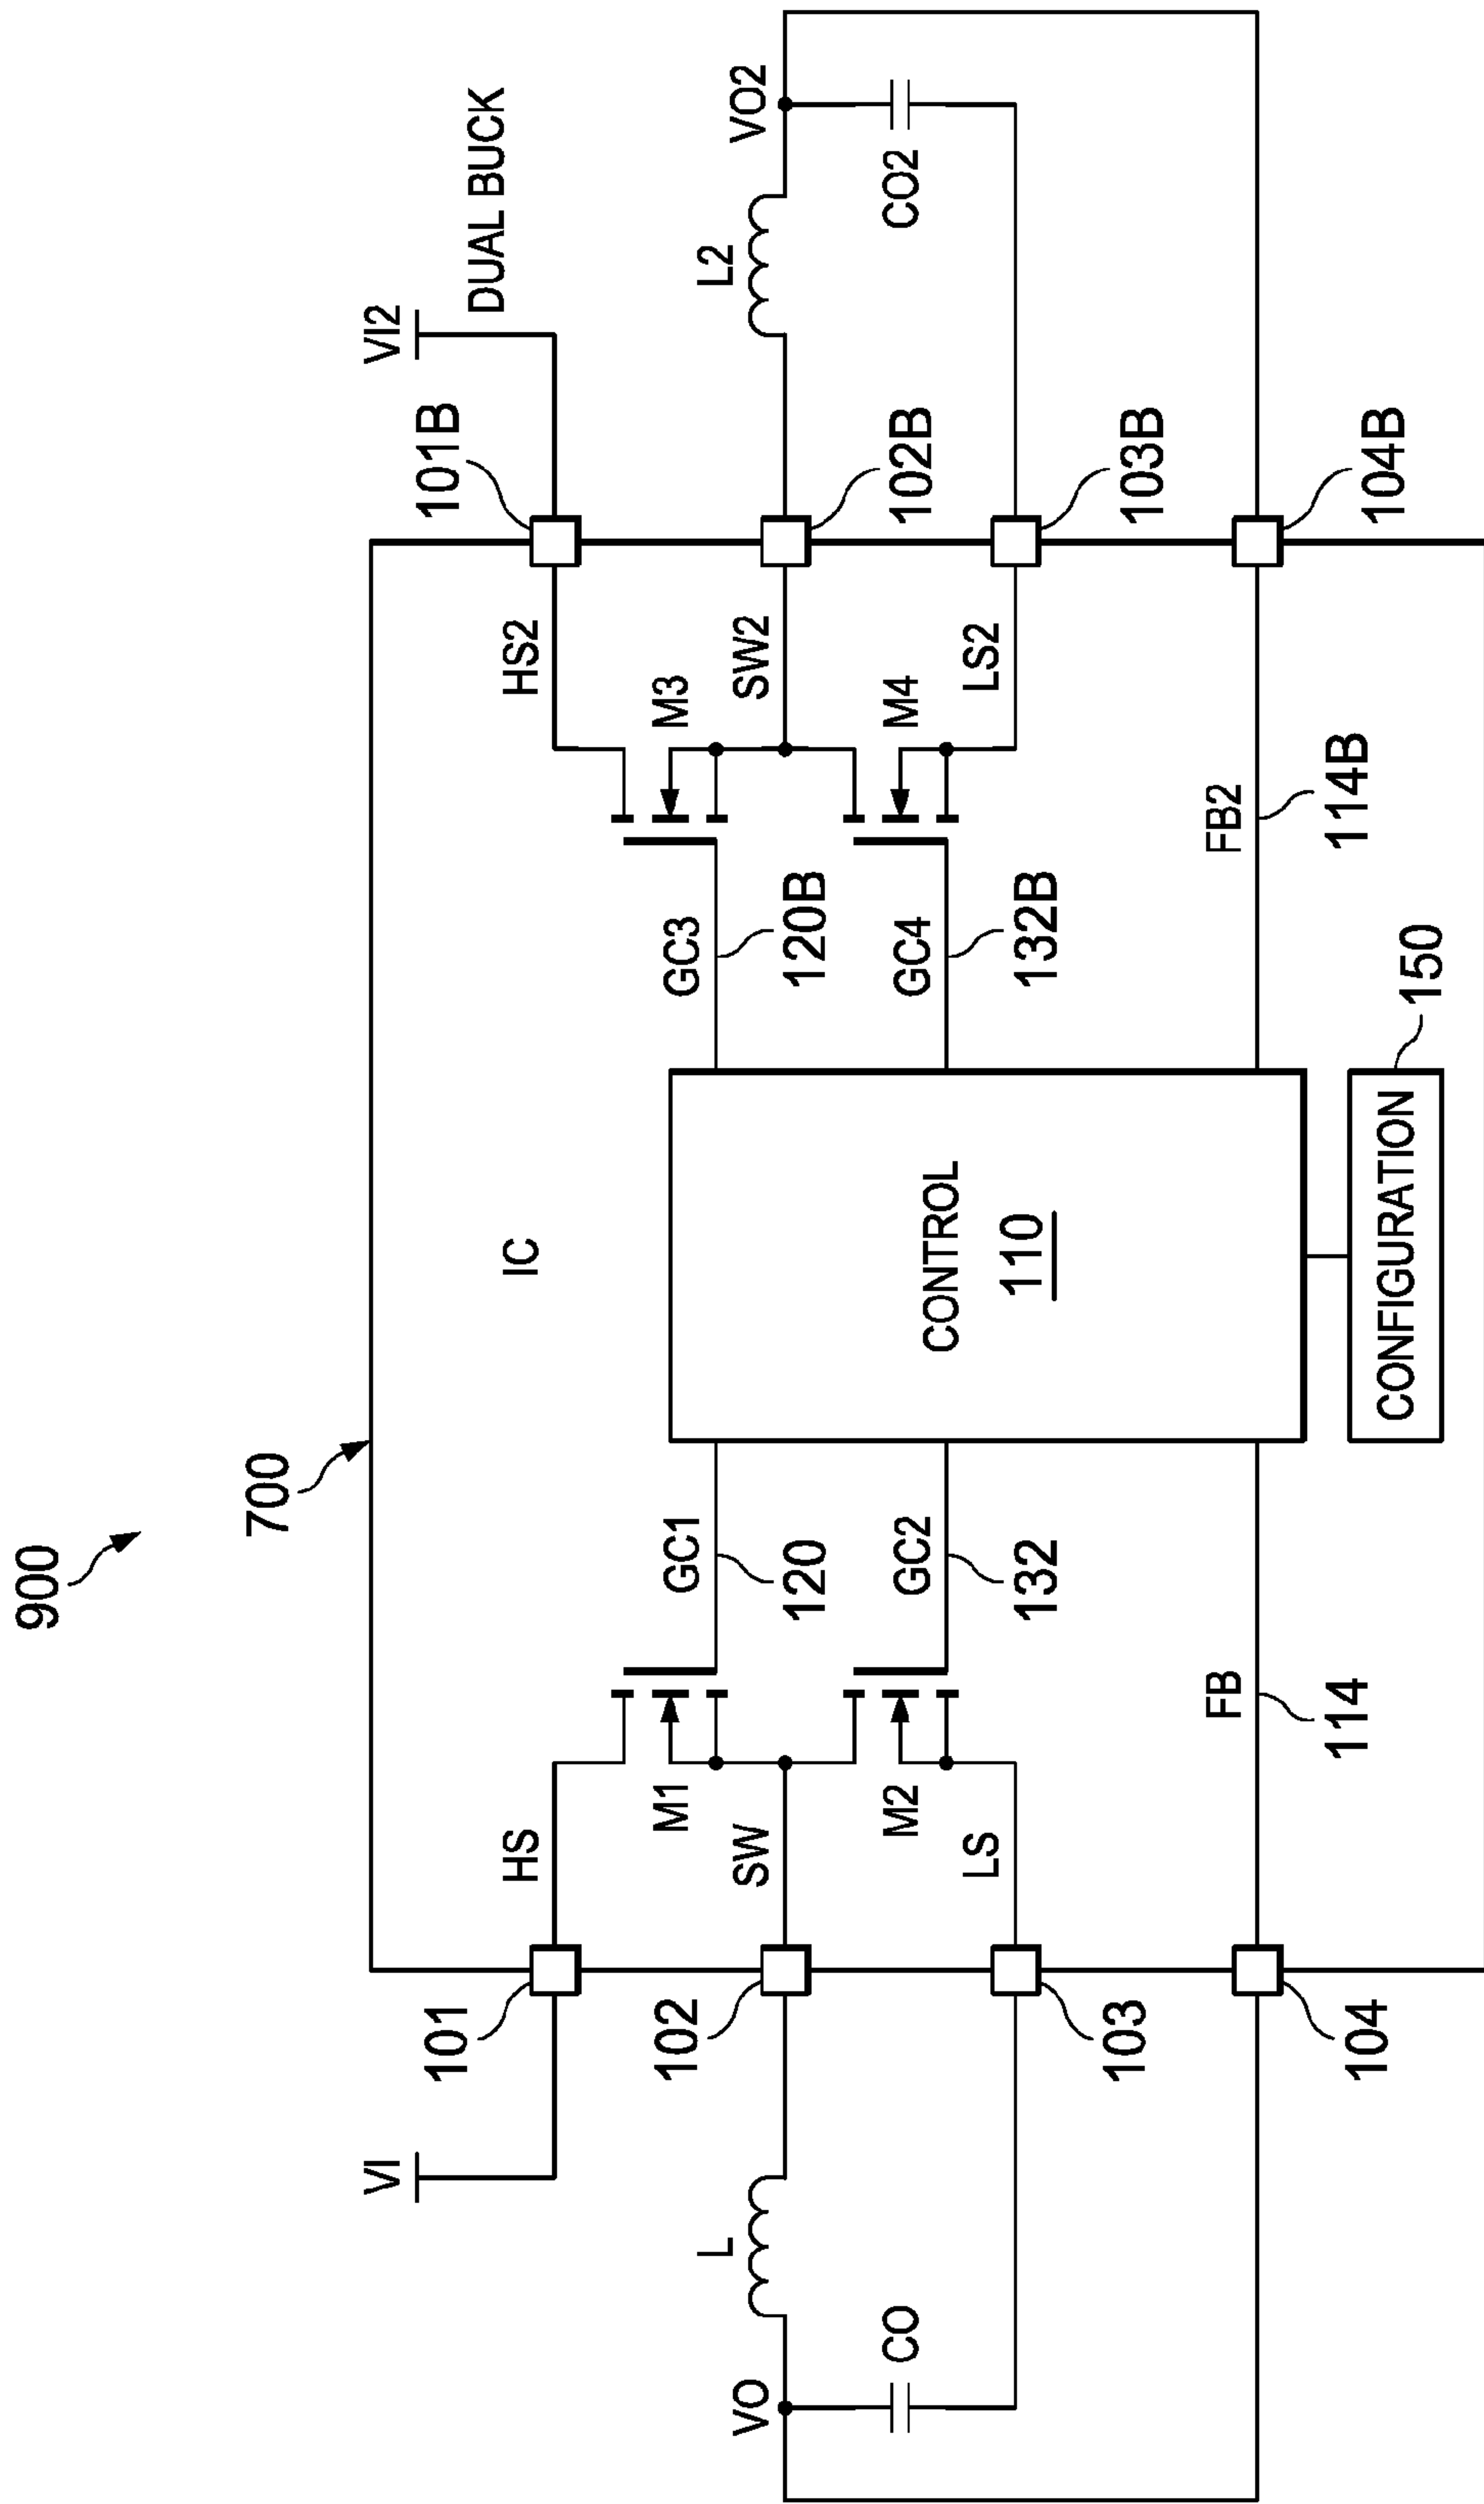 900
700
DUAL BUCK
VI
VI2
101
101B
HS
IC
HS2
M1
GC1
GC3
M3
102
L
SW
120
120B
SW2
L2
VO
VO2
102B
CO
M2
GC2
CONTROL
GC4
M4
CO2
LS
132
110
132B
LS2
103
103B
FB
FB2
104
114
114B
104B
CONFIGURATION
150